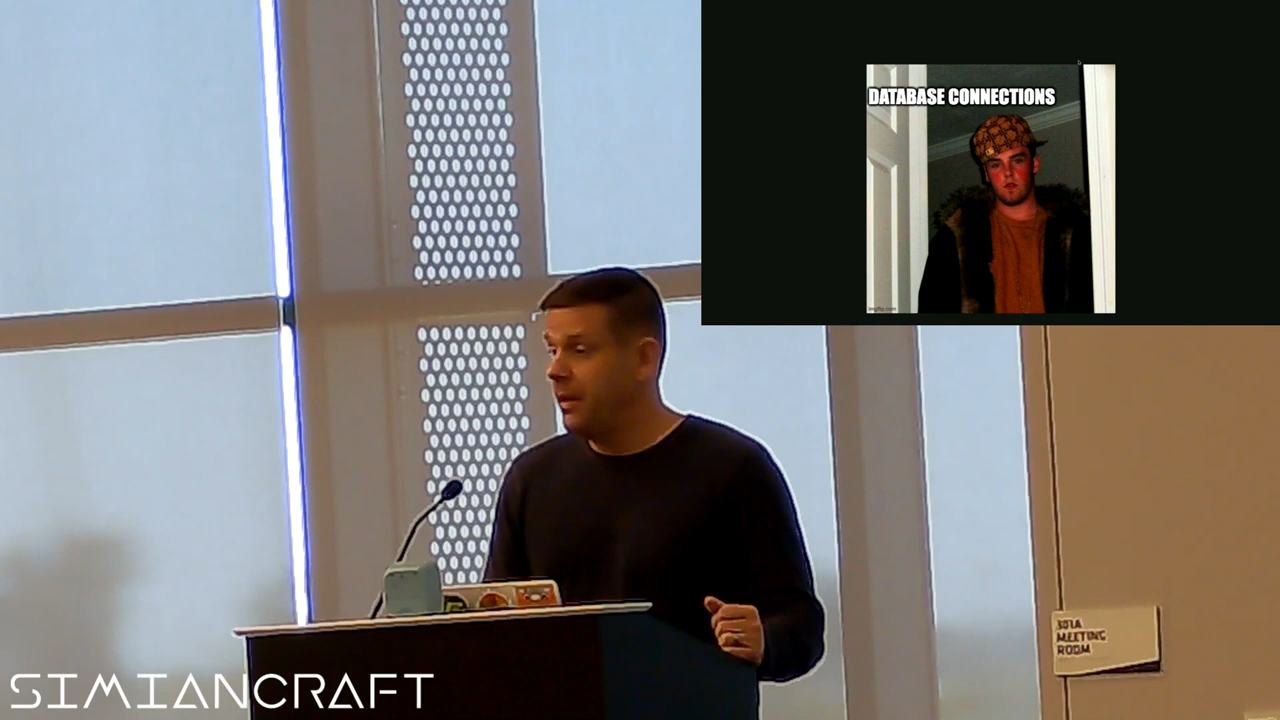 DATABASE CONNECTIONS
301A
MEETING
ROOM
SIMIANCRAFT